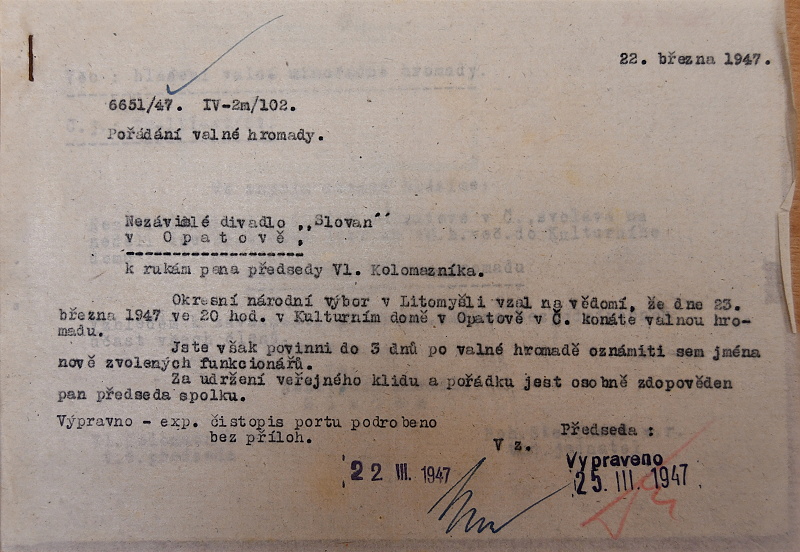 22. března 1947.
6651/47. IV-2m/102.
Pořádání valné hromady.
Nezávislé divadlo ,,Slovan´´
v O p a t o v ě ,
k rukám pana předsedy Vl. Kolomazníka.
Okresní národní výbor v Litomyšli vzal na vědomí, že dne 23.
března 1947 ve 20 hod. v Kulturním domě v Opatově v Č. konáte valnou hro-
madu.
Jste však povinni do 3 dnů po valné hromadě oznámiti sem jména
nově zvolených funkcionářů.
Za udržení veřejného klidu a pořádku jest osobně zdopověden
pan předseda spolku.
Výpravno - exp. čistopis portu podrobeno
bez příloh.
Předseda :
V z.
22 III. 1947
Vypraveno
25. III. 1947